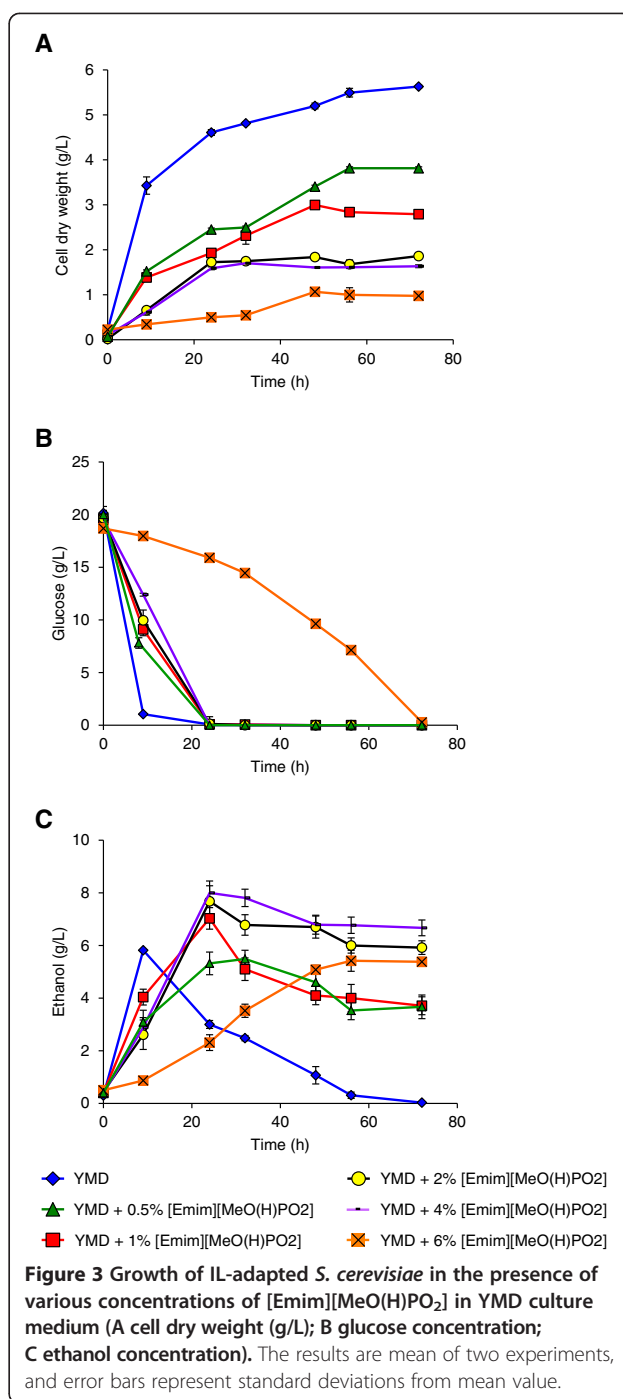 A
6
5
4
3
2
1
0
Cell dry weight (g/L)
0 20 40 60 80
Time (h)
B
25
20
15
10
5
0
Glucose (g/L)
0 20 40 60 80
Time (h)
C
10
8
6
4
2
0
Ethanol (g/L)
0 20 40 60 80
Time (h)
YMD
YMD + 0.5% [Emim][MeO(H)PO2]
YMD + 1% [Emim][MeO(H)PO2]
YMD + 2% [Emim][MeO(H)PO2]
YMD + 4% [Emim][MeO(H)PO2]
YMD + 6% [Emim][MeO(H)PO2]
Figure 3 Growth of IL-adapted S. cerevisiae in the presence of
various concentrations of [Emim][MeO(H)PO₂] in YMD culture
medium (A cell dry weight (g/L); B glucose concentration;
C ethanol concentration). The results are mean of two experiments,
and error bars represent standard deviations from mean value.